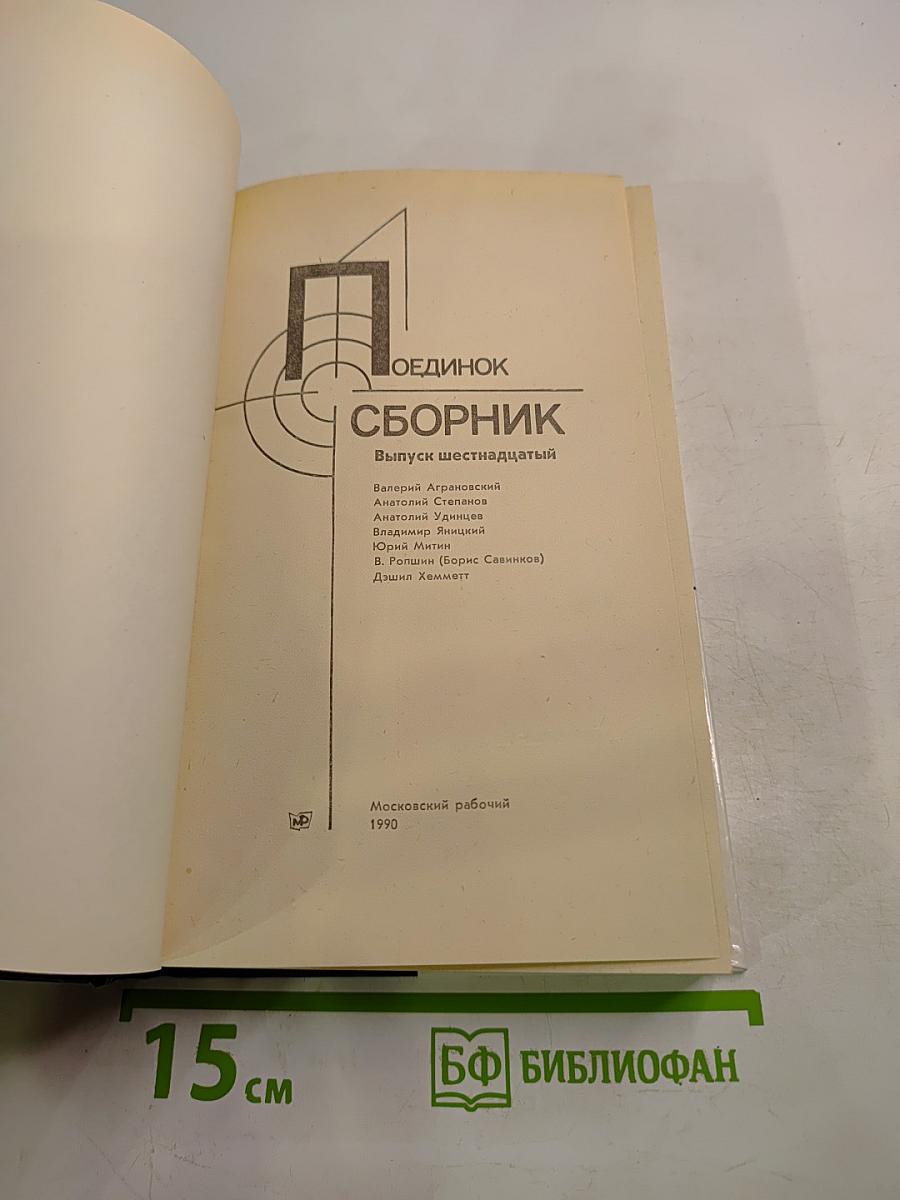 ПОЕДИНОК
СБОРНИК
Выпуск шестнадцатый
Валерий Аграновский
Анатолий Степанов
Анатолий Удинцев
Владимир Яницкий
Юрий Митин
В. Ропшин (Борис Савинков)
Дэшил Хемметт
МР
Московский рабочий
1990
15 см
БФ БИБЛИОФАН